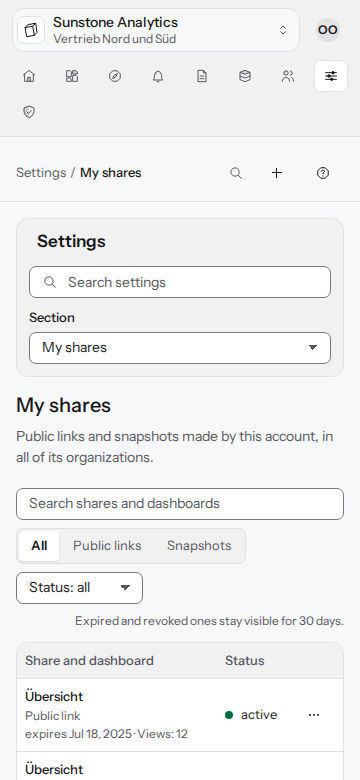 Sunstone Analytics
Vertrieb Nord und Süd
OO
Settings / My shares
Settings
Search settings
Section
My shares
My shares
Public links and snapshots made by this account, in
all of its organizations.
Search shares and dashboards
All Public links Snapshots
Status: all
Expired and revoked ones stay visible for 30 days.
Share and dashboard Status
Übersicht
Public link
active
expires Jul 18, 2025 · Views: 12
Übersicht